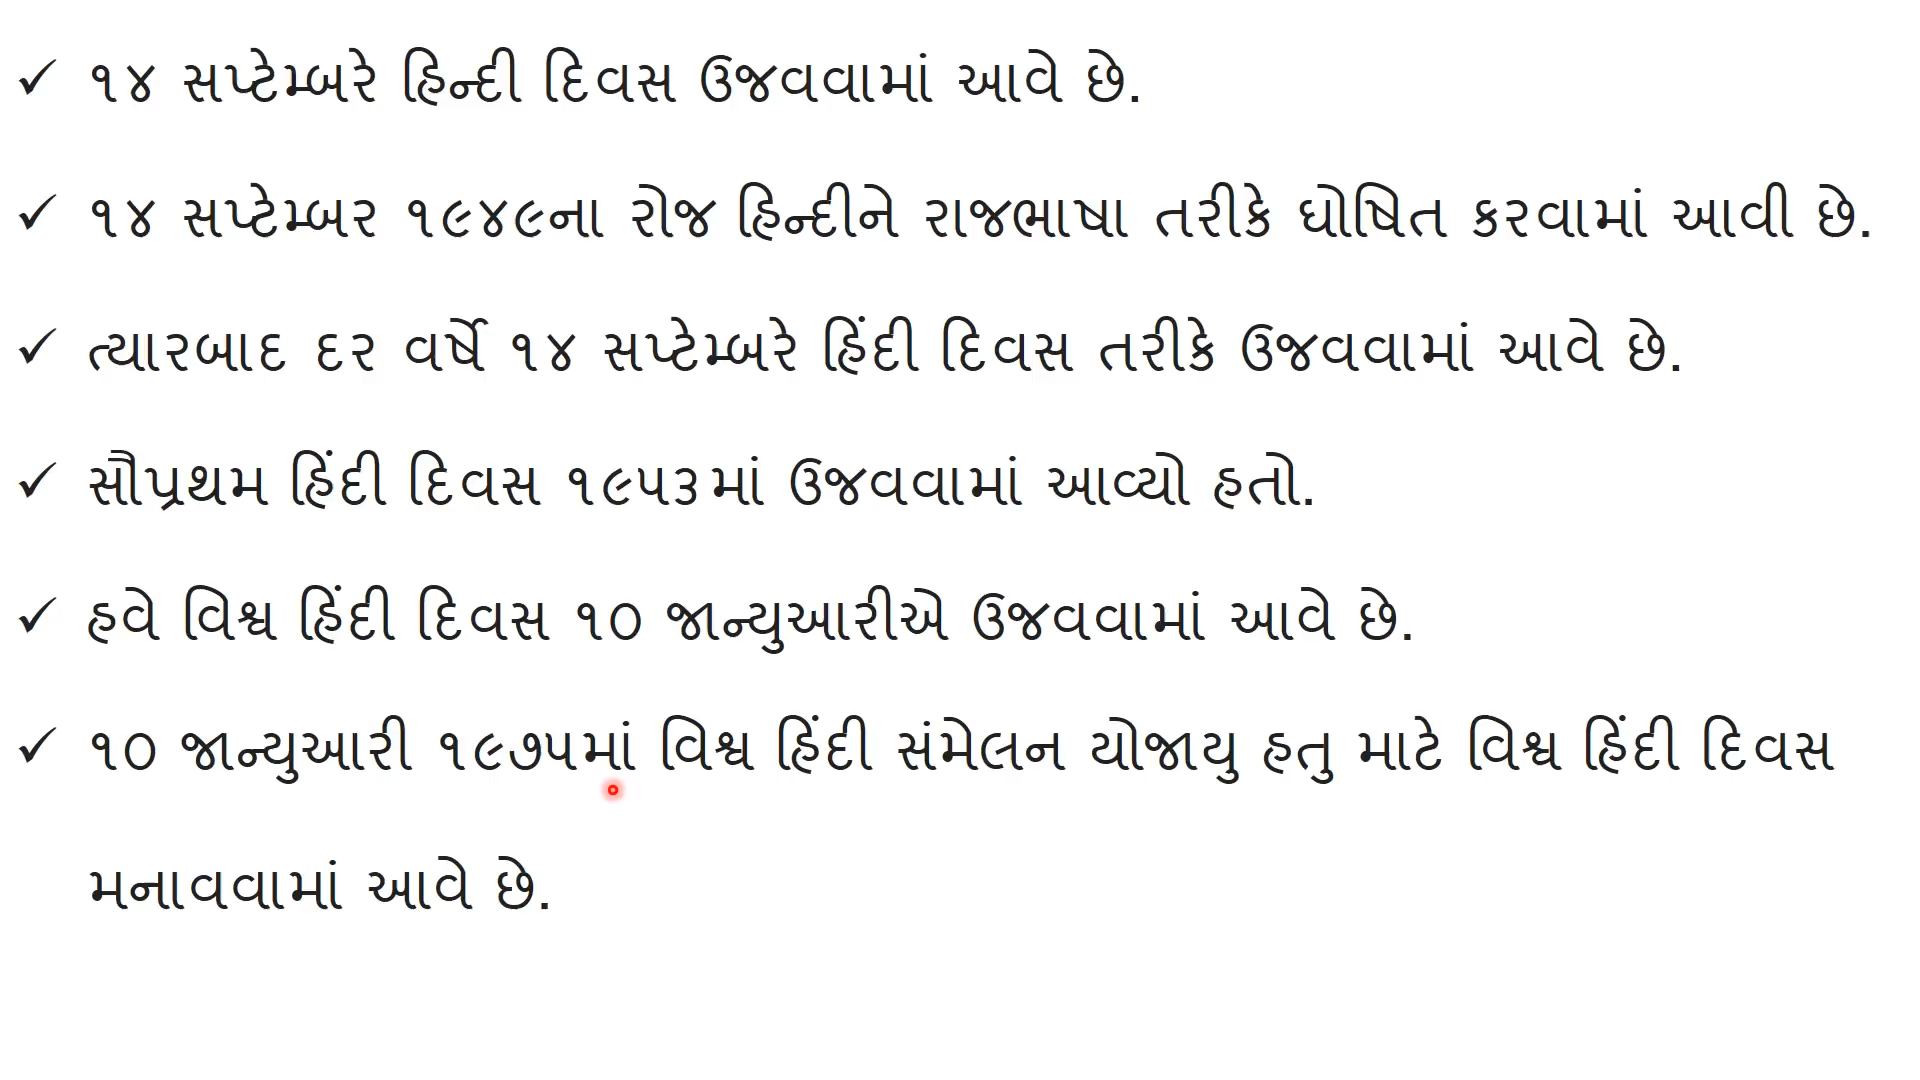 ✓ ૧૪ સપ્ટેમ્બરે હિન્દી દિવસ ઉજવવામાં આવે છે.
✓ ૧૪ સપ્ટેમ્બર ૧૯૪૯ના રોજ હિન્દીને રાજભાષા તરીકે ઘોષિત કરવામાં આવી છે.
✓ ત્યારબાદ દર વર્ષે ૧૪ સપ્ટેમ્બરે હિંદી દિવસ તરીકે ઉજવવામાં આવે છે.
✓ સૌપ્રથમ હિંદી દિવસ ૧૯૫૩માં ઉજવવામાં આવ્યો હતો.
✓ હવે વિશ્વ હિંદી દિવસ ૧૦ જાન્યુઆરીએ ઉજવવામાં આવે છે.
✓ ૧૦ જાન્યુઆરી ૧૯૭૫માં વિશ્વ હિંદી સંમેલન યોજાયુ હતુ માટે વિશ્વ હિંદી દિવસ
મનાવવામાં આવે છે.